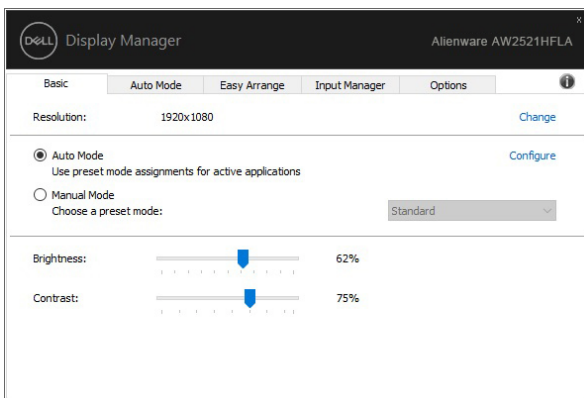 DELL Display Manager Alienware AW2521HFLA
Basic Auto Mode Easy Arrange Input Manager Options
Resolution: 1920x1080 Change
Auto Mode Configure
Use preset mode assignments for active applications
Manual Mode
Choose a preset mode: Standard
Brightness: 62%
Contrast: 75%